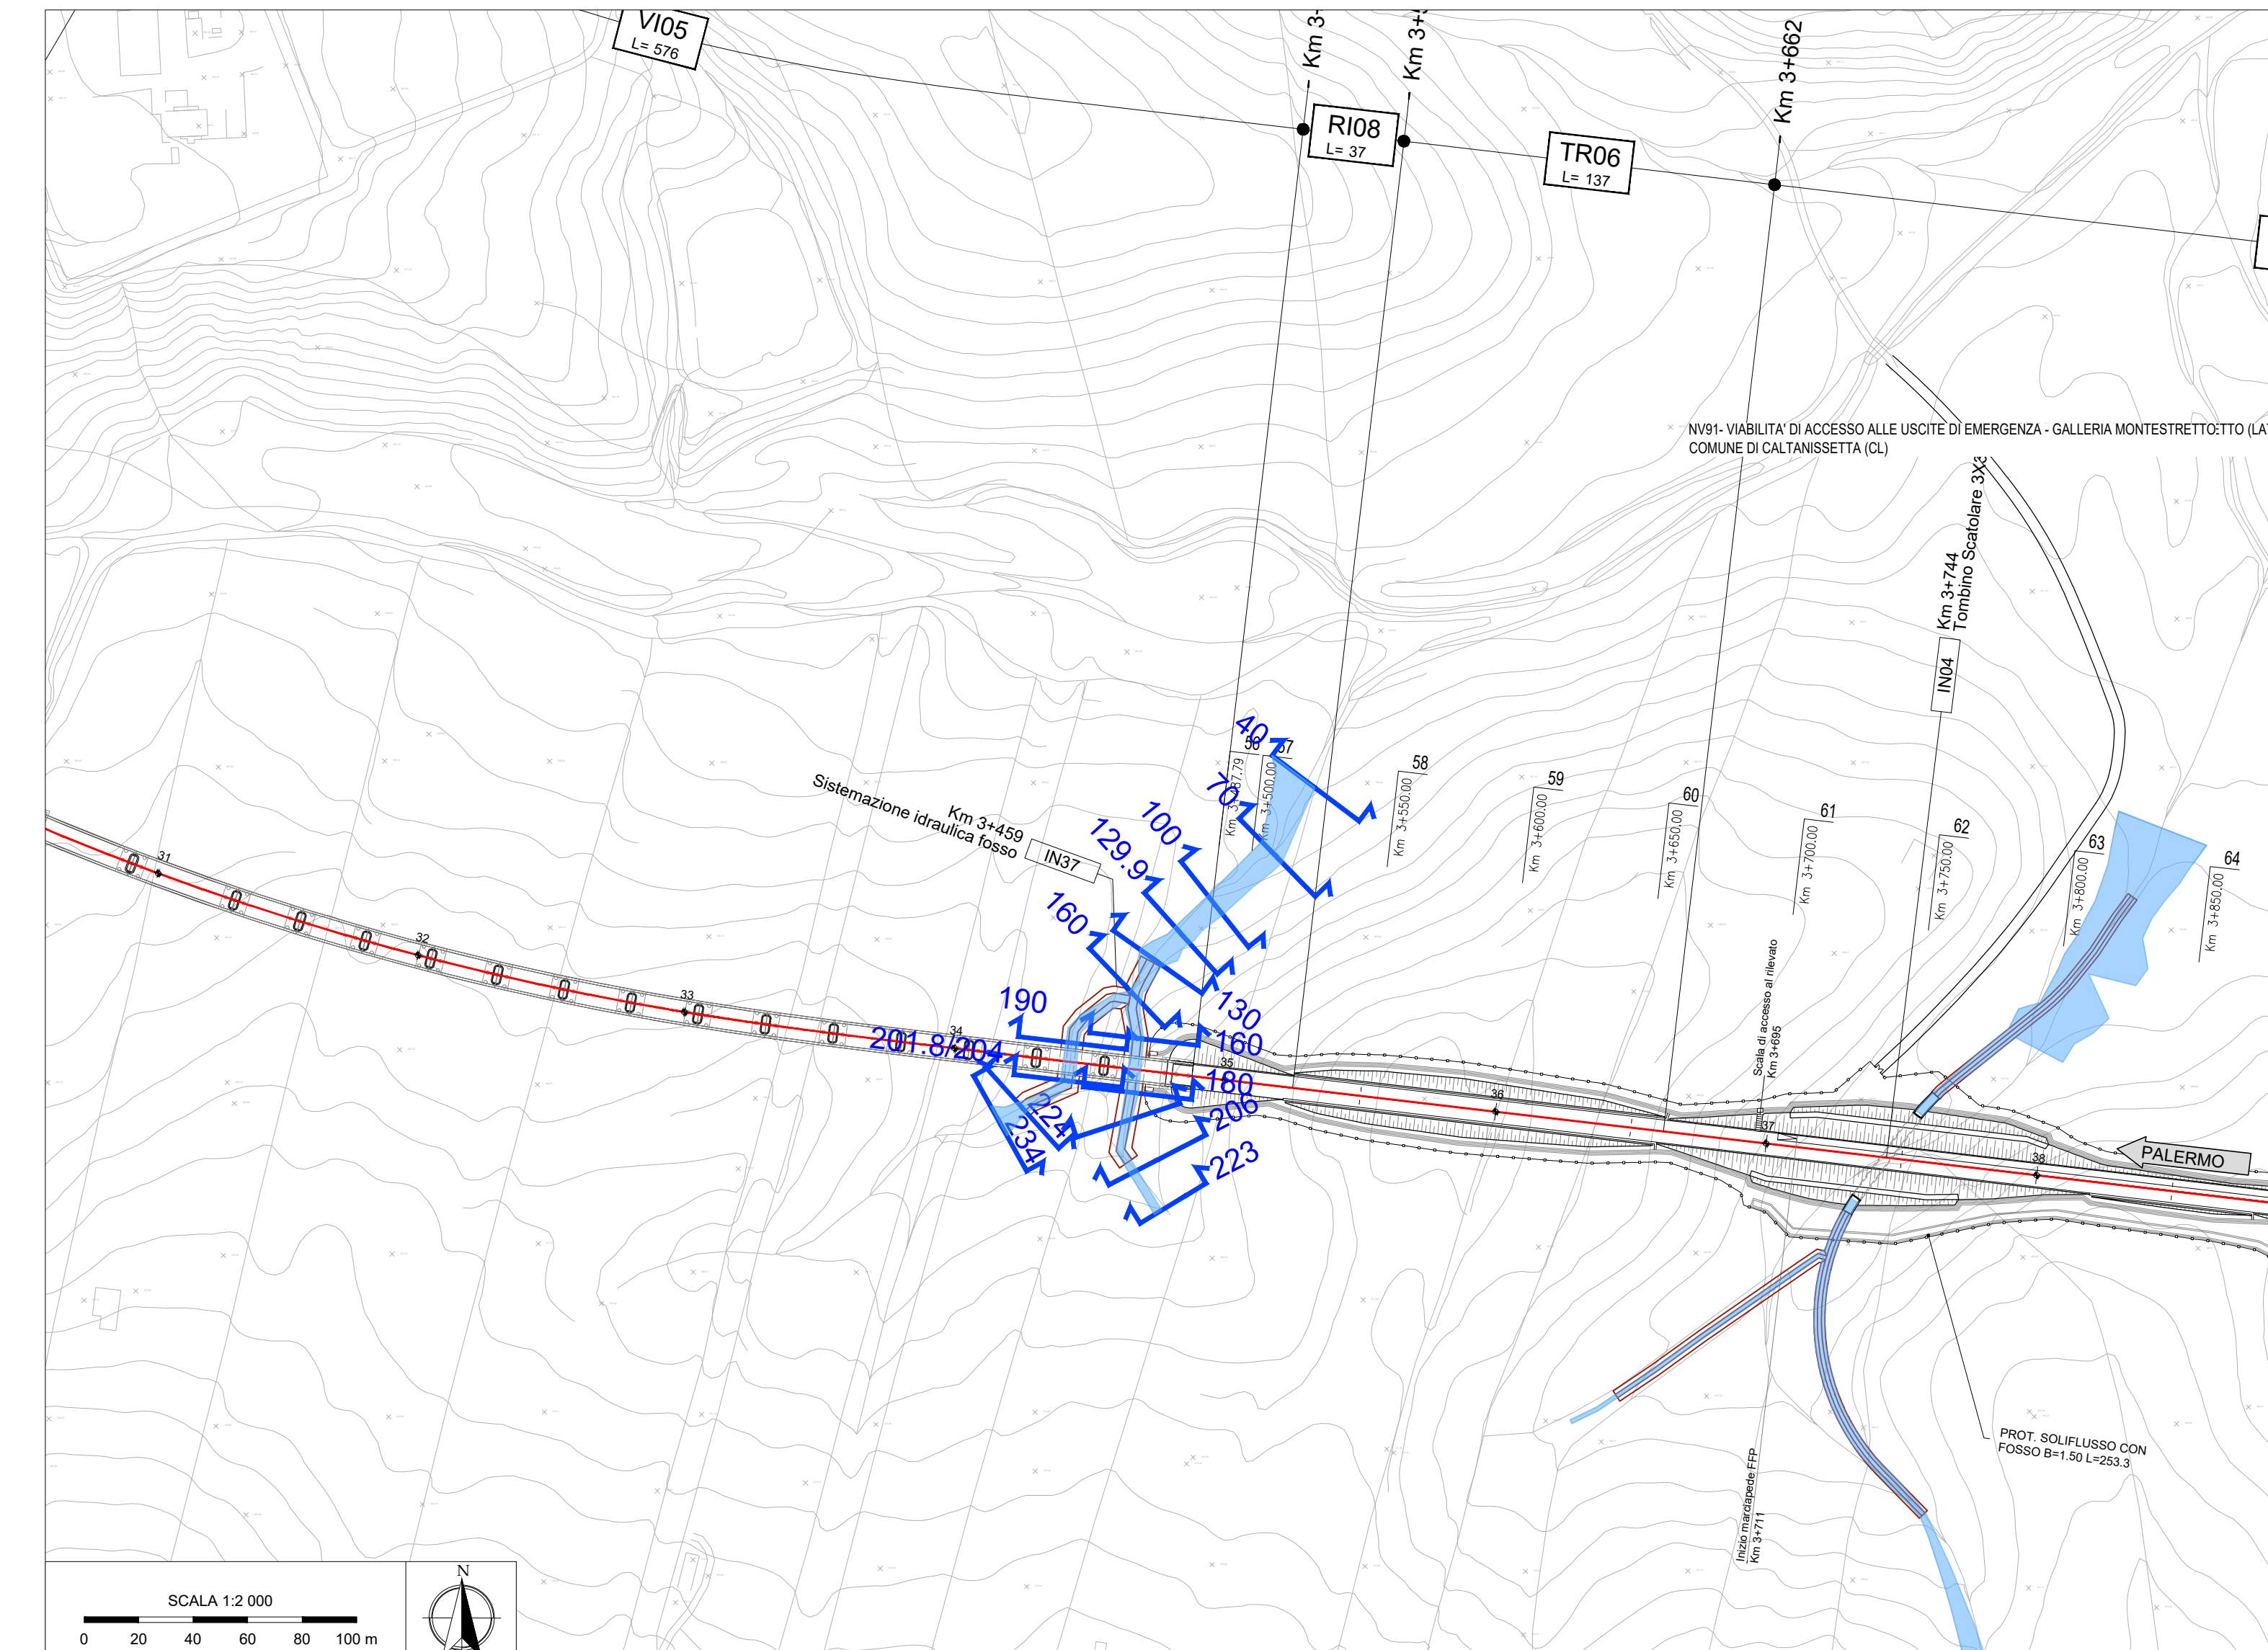 VI05
L= 576
Km 3+662
RI08
L= 37
TR06
L= 137
NV91- VIABILITA' DI ACCESSO ALLE USCITE DI EMERGENZA - GALLERIA MONTESTRETTO
COMUNE DI CALTANISSETTA (CL)
Km 3+744
Tombino Scatolare
IN04
Km 3+459
Sistemazione idraulica fosso
IN37
40
70
100
129.9
160
190
201.8/204
224
234
130
160
180
206
223
56
57
Km 3+500.00
58
Km 3+550.00
59
Km 3+600.00
60
Km 3+650.00
61
Km 3+700.00
62
Km 3+750.00
63
Km 3+800.00
64
Km 3+850.00
31
32
33
34
35
36
37
38
Scala di accesso al rilevato
Km 3+695
PALERMO
Inizio marciapede FFP
Km 3+711
PROT. SOLIFLUSSO CON
FOSSO B=1.50 L=253.3
SCALA 1:2 000
0 20 40 60 80 100 m
N